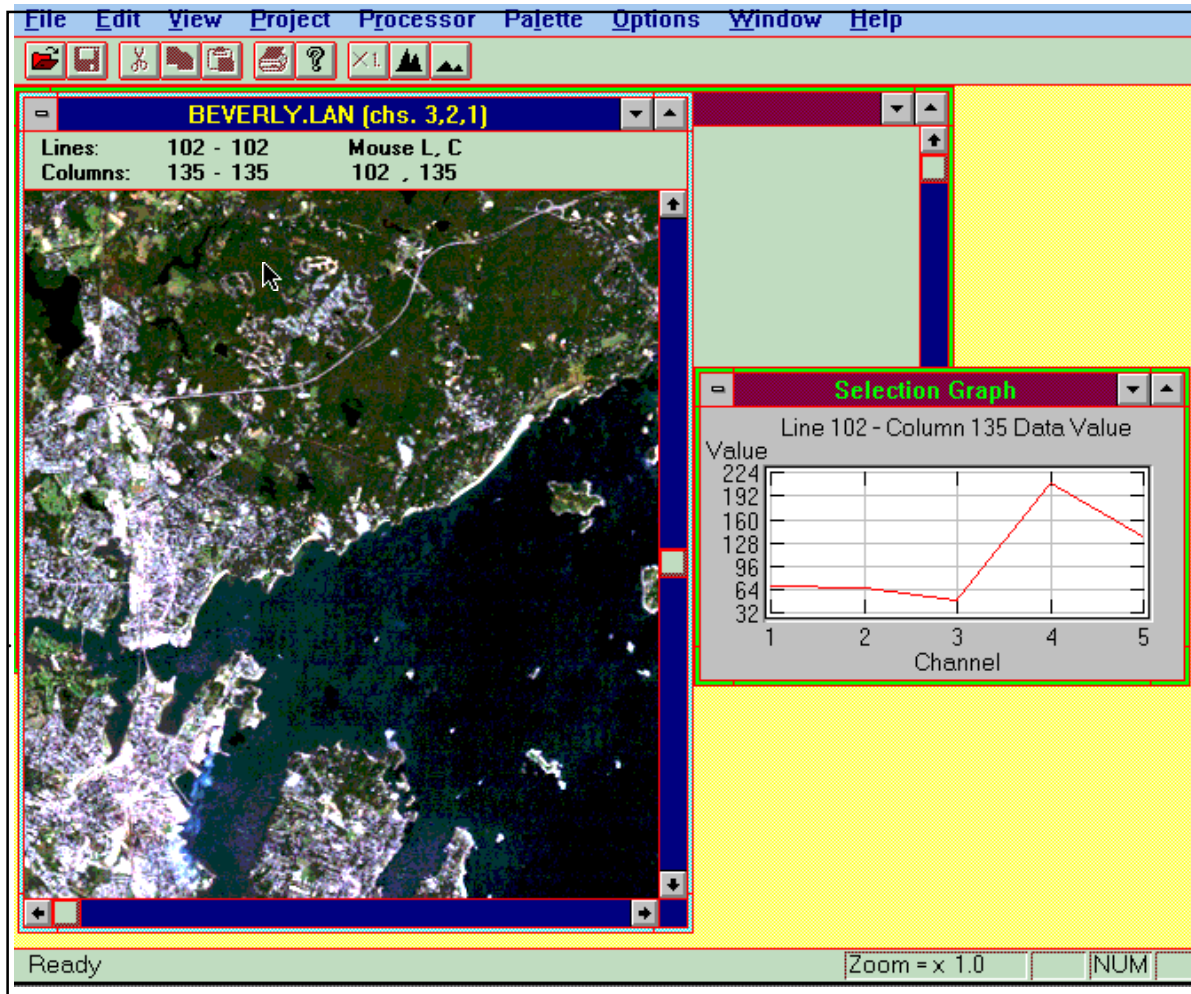 File Edit View Project Processor Palette Options Window Help
X1.
BEVERLY.LAN (chs. 3,2,1)
Lines: 102 - 102 Mouse L, C
Columns: 135 - 135 102 , 135
Selection Graph
Line 102 - Column 135 Data Value
Value
224
192
160
128
96
64
32
1 2 3 4 5
Channel
Ready Zoom = x 1.0 NUM